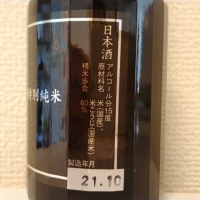 特別純米
日本酒
アルコール分15度
原材料名
米(国産)、
米こうじ(国産米)
精米歩合
60%
製造年月
21.10